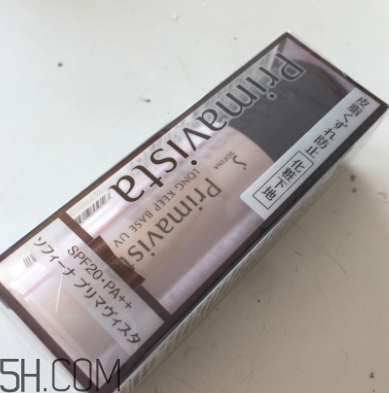 Primavista
皮脂くずれ防止
化粧下地
SOFINA
Primavis
LONG KEEP BASE UV
SPF20・PA++
ソフィーナ プリマヴィスタ
5H.COM